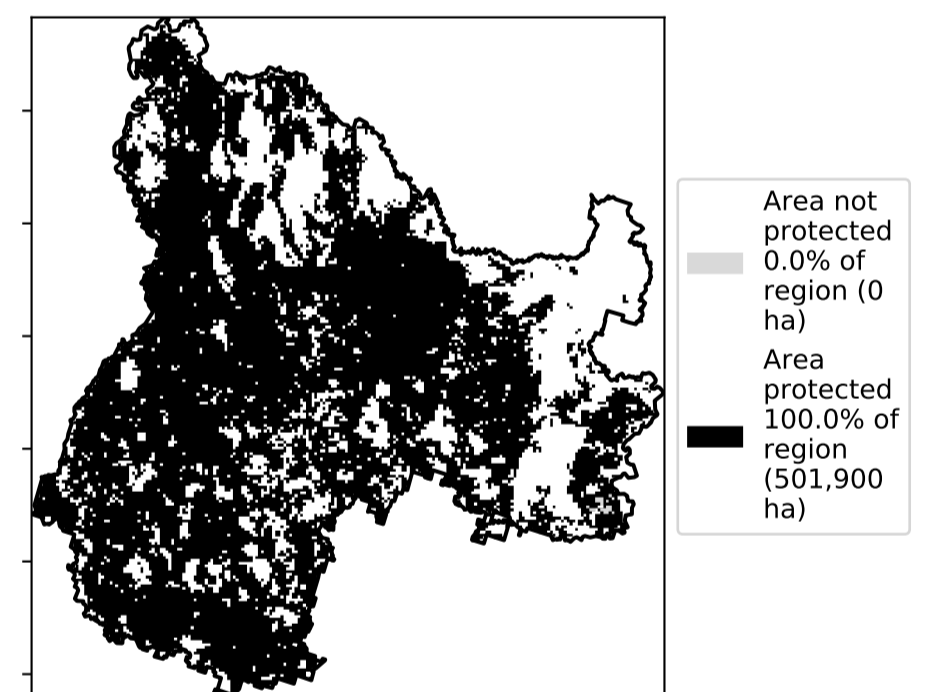 Area not
protected
0.0% of
region (0
ha)
Area
protected
100.0% of
region
(501,900
ha)